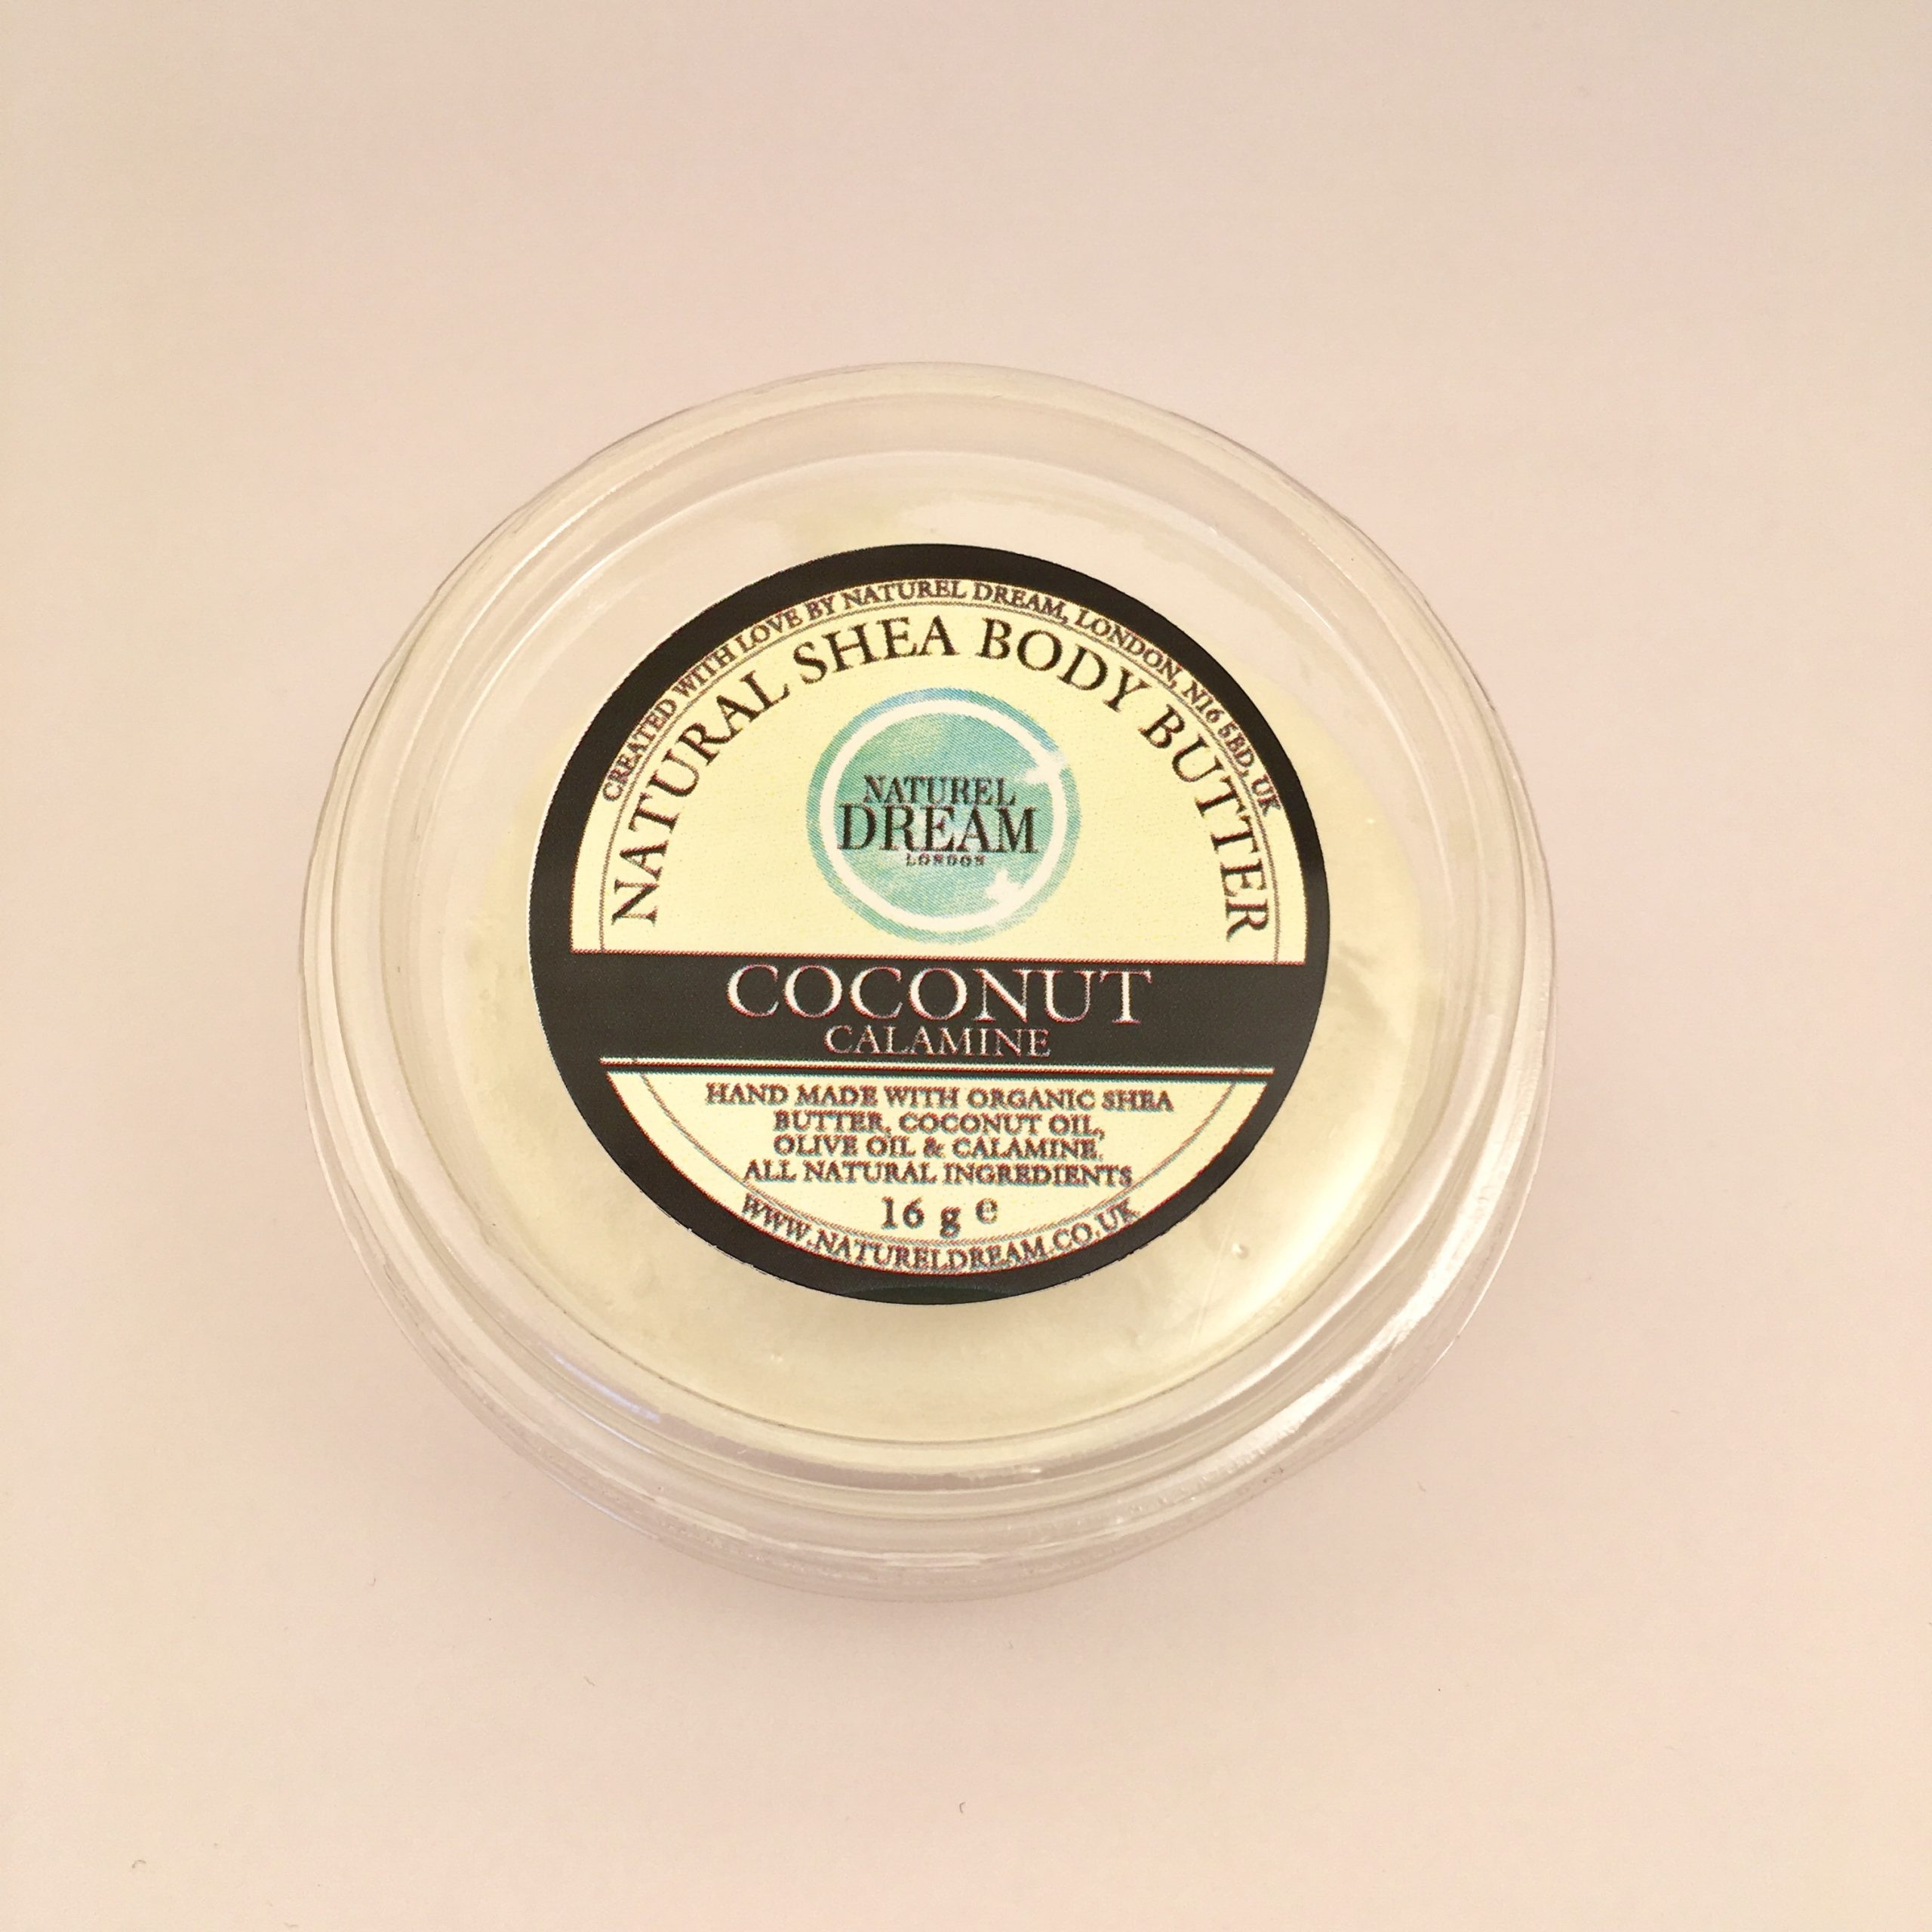 CREATED WITH LOVE BY NATUREL DREAM, LONDON, N16 5BD, UK
NATURAL SHEA BODY BUTTER
NATUREL
DREAM
LONDON
COCONUT
CALAMINE
HAND MADE WITH ORGANIC SHEA
BUTTER, COCONUT OIL,
OLIVE OIL & CALAMINE.
ALL NATURAL INGREDIENTS
16 g e
WWW.NATURELDREAM.CO.UK